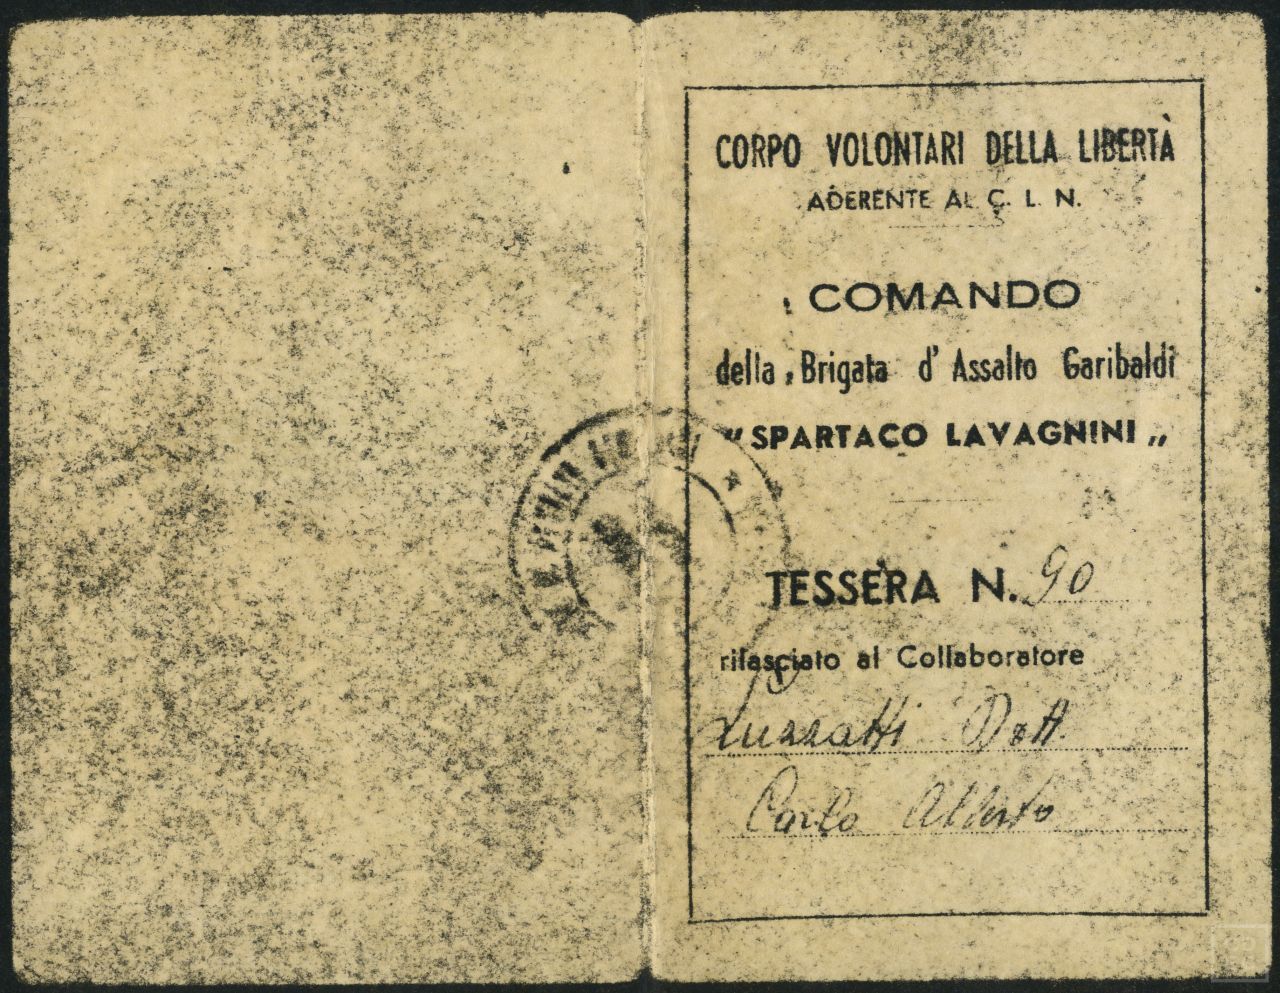 CORPO VOLONTARI DELLA LIBERTÀ
ADERENTE AL C. L. N.
COMANDO
della Brigata d' Assalto Garibaldi
"SPARTACO LAVAGNINI„
TESSERA N. 90
rilasciato al Collaboratore
Luzzatti Dott
Carlo Alberto